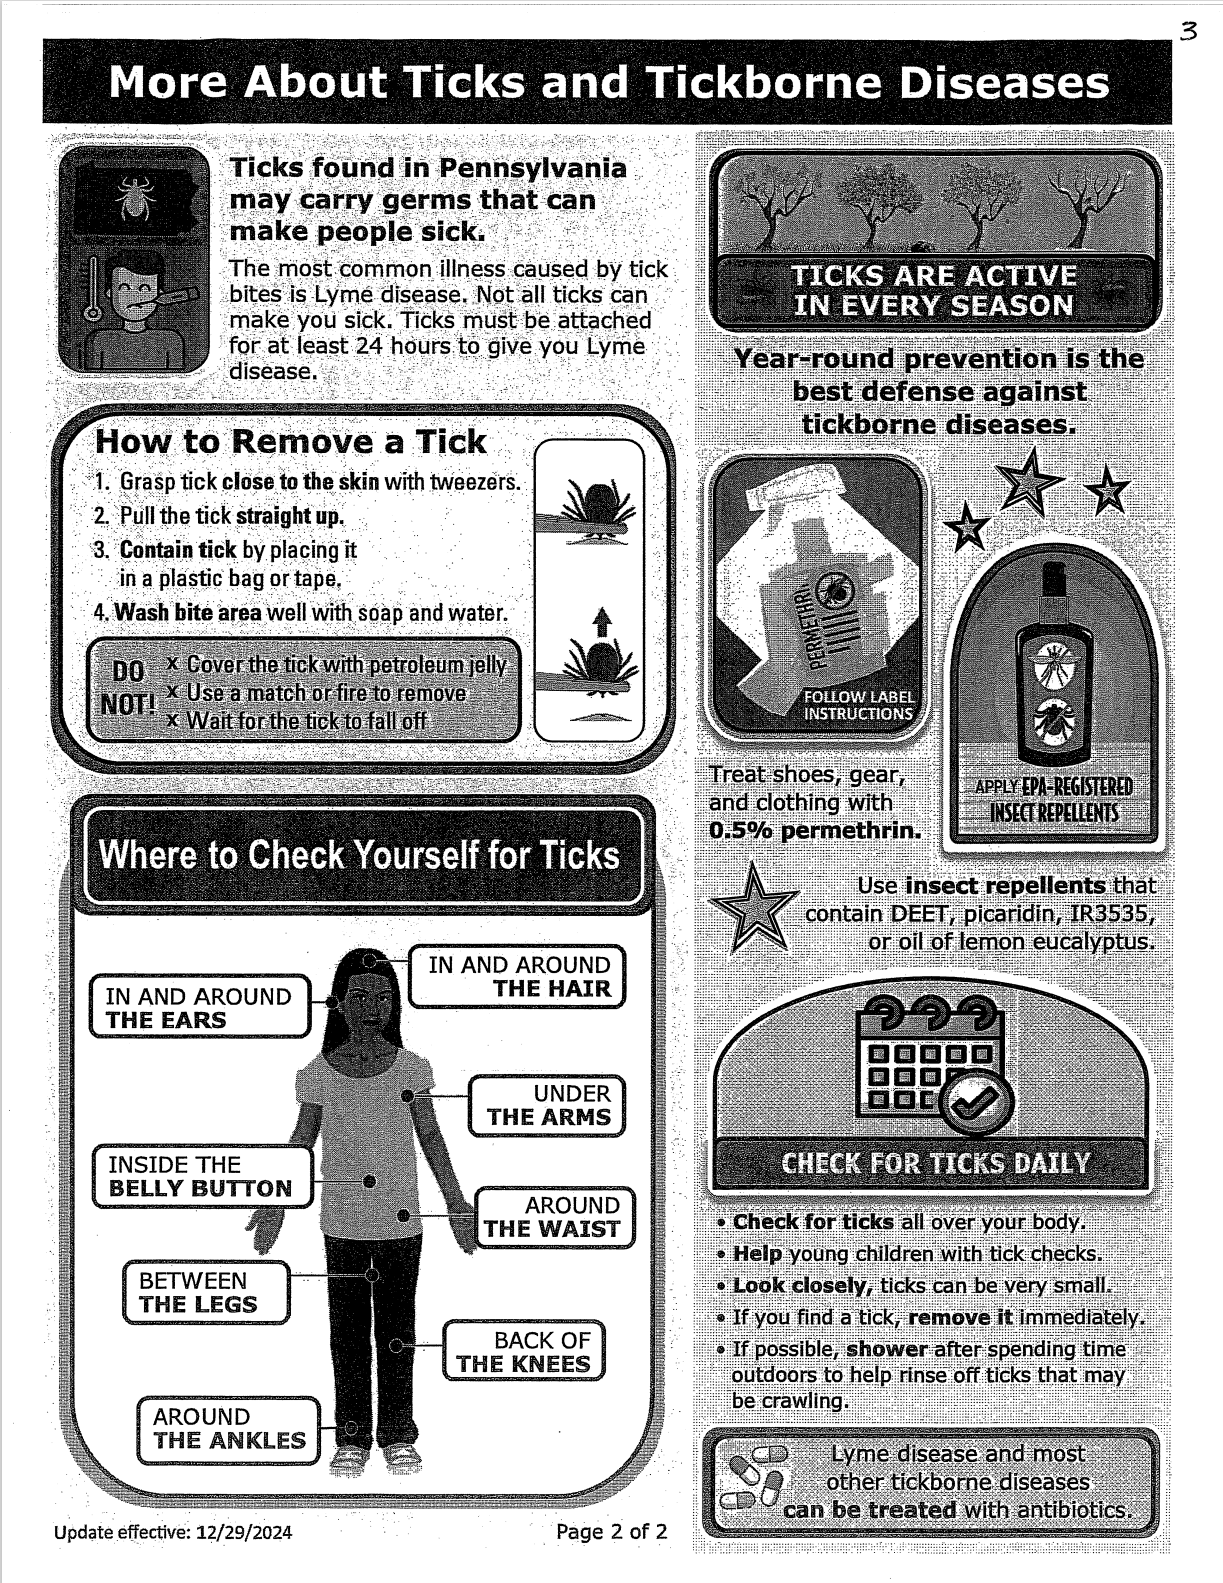 3
More About Ticks and Tickborne Diseases
Ticks found in Pennsylvania
may carry germs that can
make people sick.
The most common illness caused by tick
bites is Lyme disease. Not all ticks can
make you sick. Ticks must be attached
for at least 24 hours to give you Lyme
disease.
How to Remove a Tick
1. Grasp tick close to the skin with tweezers.
2. Pull the tick straight up.
3. Contain tick by placing it
in a plastic bag or tape.
4. Wash bite area well with soap and water.
DO
NOT!
x Cover the tick with petroleum jelly
x Use a match or fire to remove
x Wait for the tick to fall off
Where to Check Yourself for Ticks
IN AND AROUND
THE HAIR
IN AND AROUND
THE EARS
UNDER
THE ARMS
INSIDE THE
BELLY BUTTON
AROUND
THE WAIST
BETWEEN
THE LEGS
BACK OF
THE KNEES
AROUND
THE ANKLES
Update effective: 12/29/2024
Page 2 of 2
TICKS ARE ACTIVE
IN EVERY SEASON
Year-round prevention is the
best defense against
tickborne diseases.
PERMETHRI
FOLLOW LABEL
INSTRUCTIONS
Treat shoes, gear,
and clothing with
0.5% permethrin.
APPLY EPA-REGISTERED
INSECT REPELLENTS
Use insect repellents that
contain DEET, picaridin, IR3535,
or oil of lemon eucalyptus.
CHECK FOR TICKS DAILY
• Check for ticks all over your body.
• Help young children with tick checks.
• Look closely, ticks can be very small.
• If you find a tick, remove it immediately.
• If possible, shower after spending time
outdoors to help rinse off ticks that may
be crawling.
Lyme disease and most
other tickborne diseases
can be treated with antibiotics.